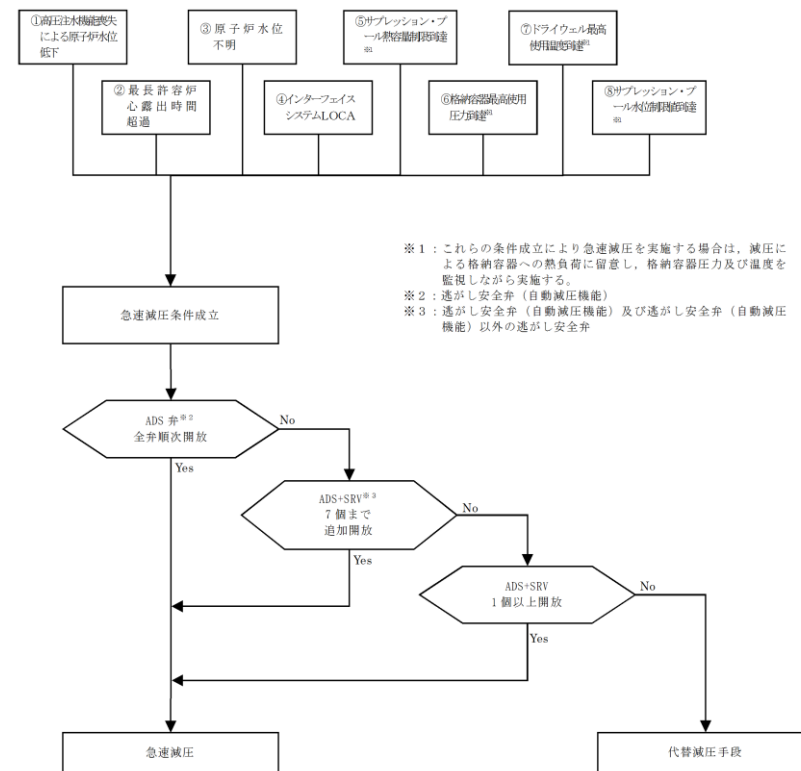 ①高圧注水機能喪失
による原子炉水位
低下
②最長許容炉
心露出時間
超過
③原子炉水位
不明
④インターフェイス
システムLOCA
⑤サプレッション・プ
ール熱容量制限到達
※1
⑥格納容器最高使用
圧力到達※1
⑦ドライウェル最高
使用温度到達※1
⑧サプレッション・プ
ール水位制限値到達
※1
※1：これらの条件成立により急速減圧を実施する場合は，減圧に
よる格納容器への熱負荷に留意し，格納容器圧力及び温度を
監視しながら実施する。
※2：逃がし安全弁（自動減圧機能）
※3：逃がし安全弁（自動減圧機能）及び逃がし安全弁（自動減圧
機能）以外の逃がし安全弁
急速減圧条件成立
ADS 弁※2
全弁順次開放
No
Yes
ADS+SRV※3
7個まで
追加開放
No
Yes
ADS+SRV
1個以上開放
No
Yes
急速減圧
代替減圧手段